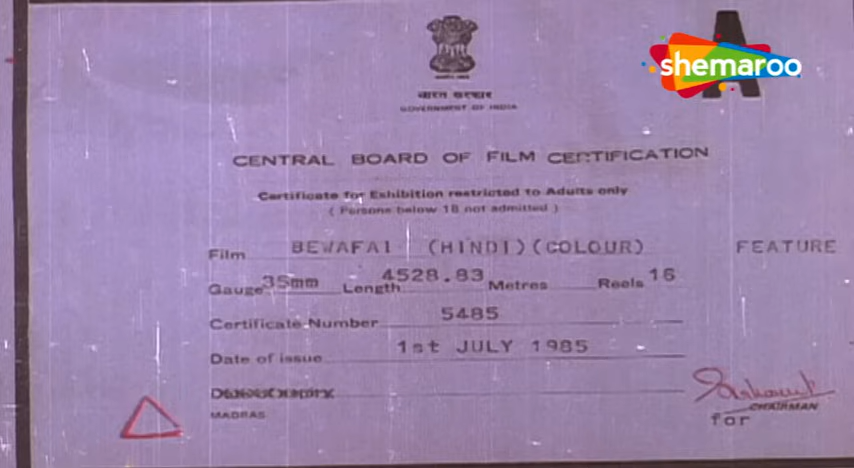 A
shemaroo
भारत सरकार
GOVERNMENT OF INDIA
CENTRAL BOARD OF FILM CERTIFICATION
Certificate for Exhibition restricted to Adults only
( Persons below 18 not admitted )
Film BEWAFAI (HINDI)(COLOUR) FEATURE
Gauge 35mm Length 4528.83 Metres Reels 16
Certificate Number 5485
Date of issue 1st JULY 1985
MADRAS
CHAIRMAN
for